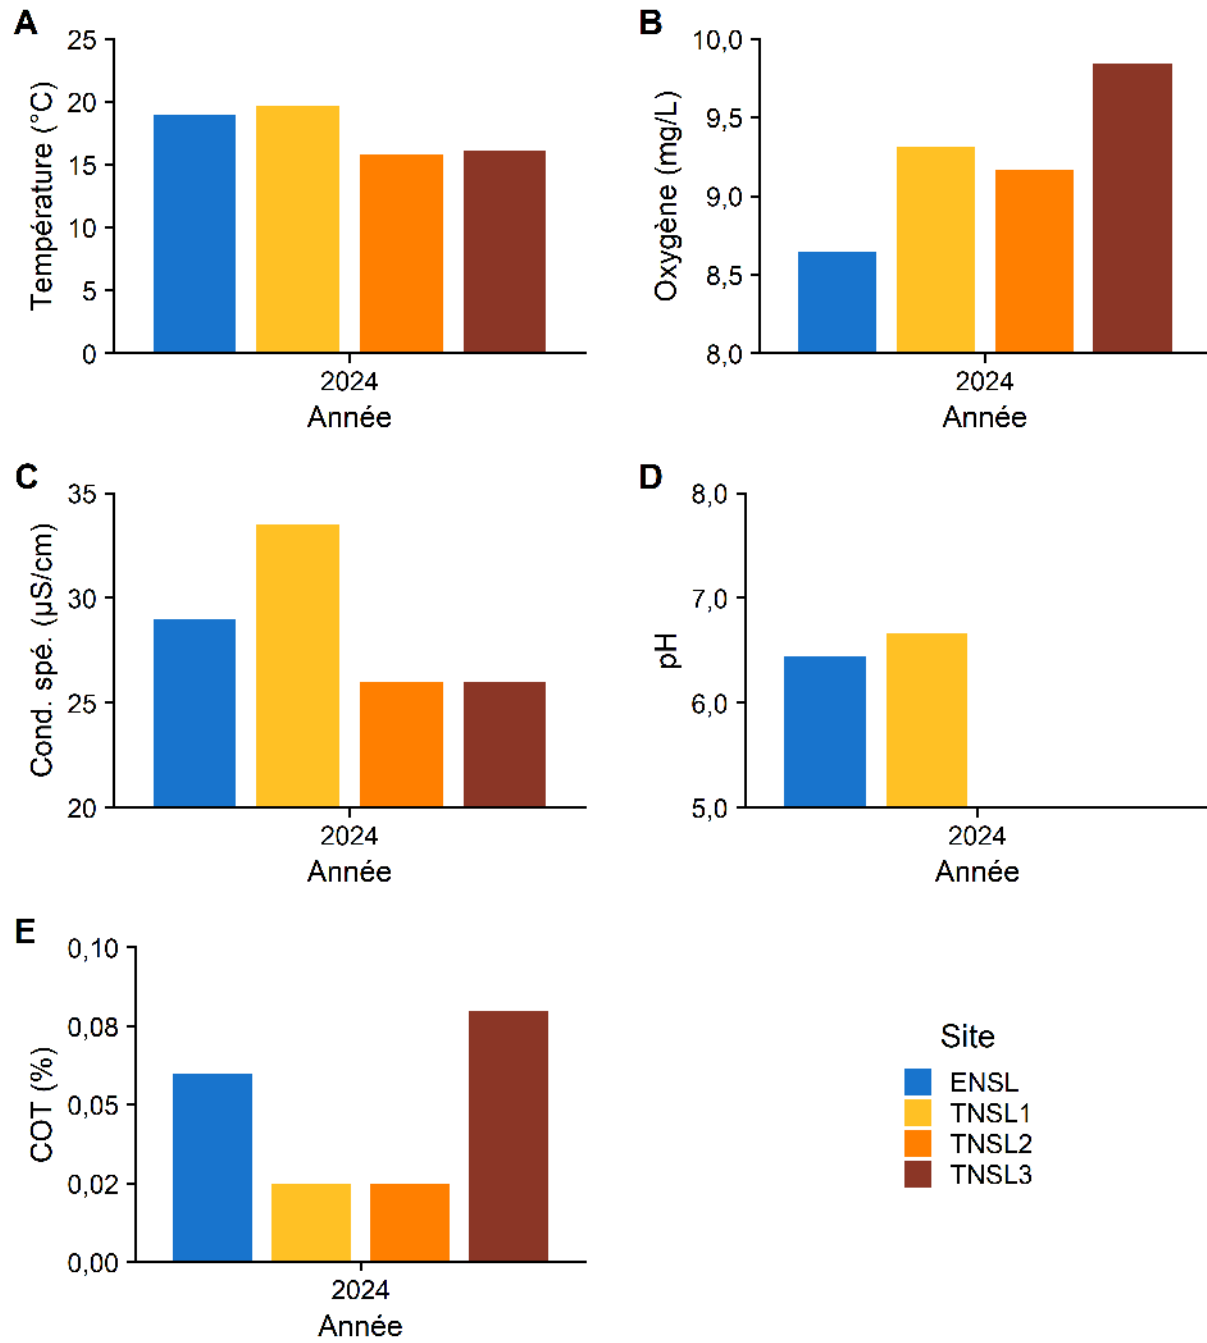 A
Température (°C)
25
20
15
10
5
0
2024
Année
B
Oxygène (mg/L)
10,0
9,5
9,0
8,5
8,0
2024
Année
C
Cond. spé. (µS/cm)
35
30
25
20
2024
Année
D
pH
8,0
7,0
6,0
5,0
2024
Année
E
COT (%)
0,10
0,08
0,05
0,02
0,00
2024
Année
Site
ENSL
TNSL1
TNSL2
TNSL3